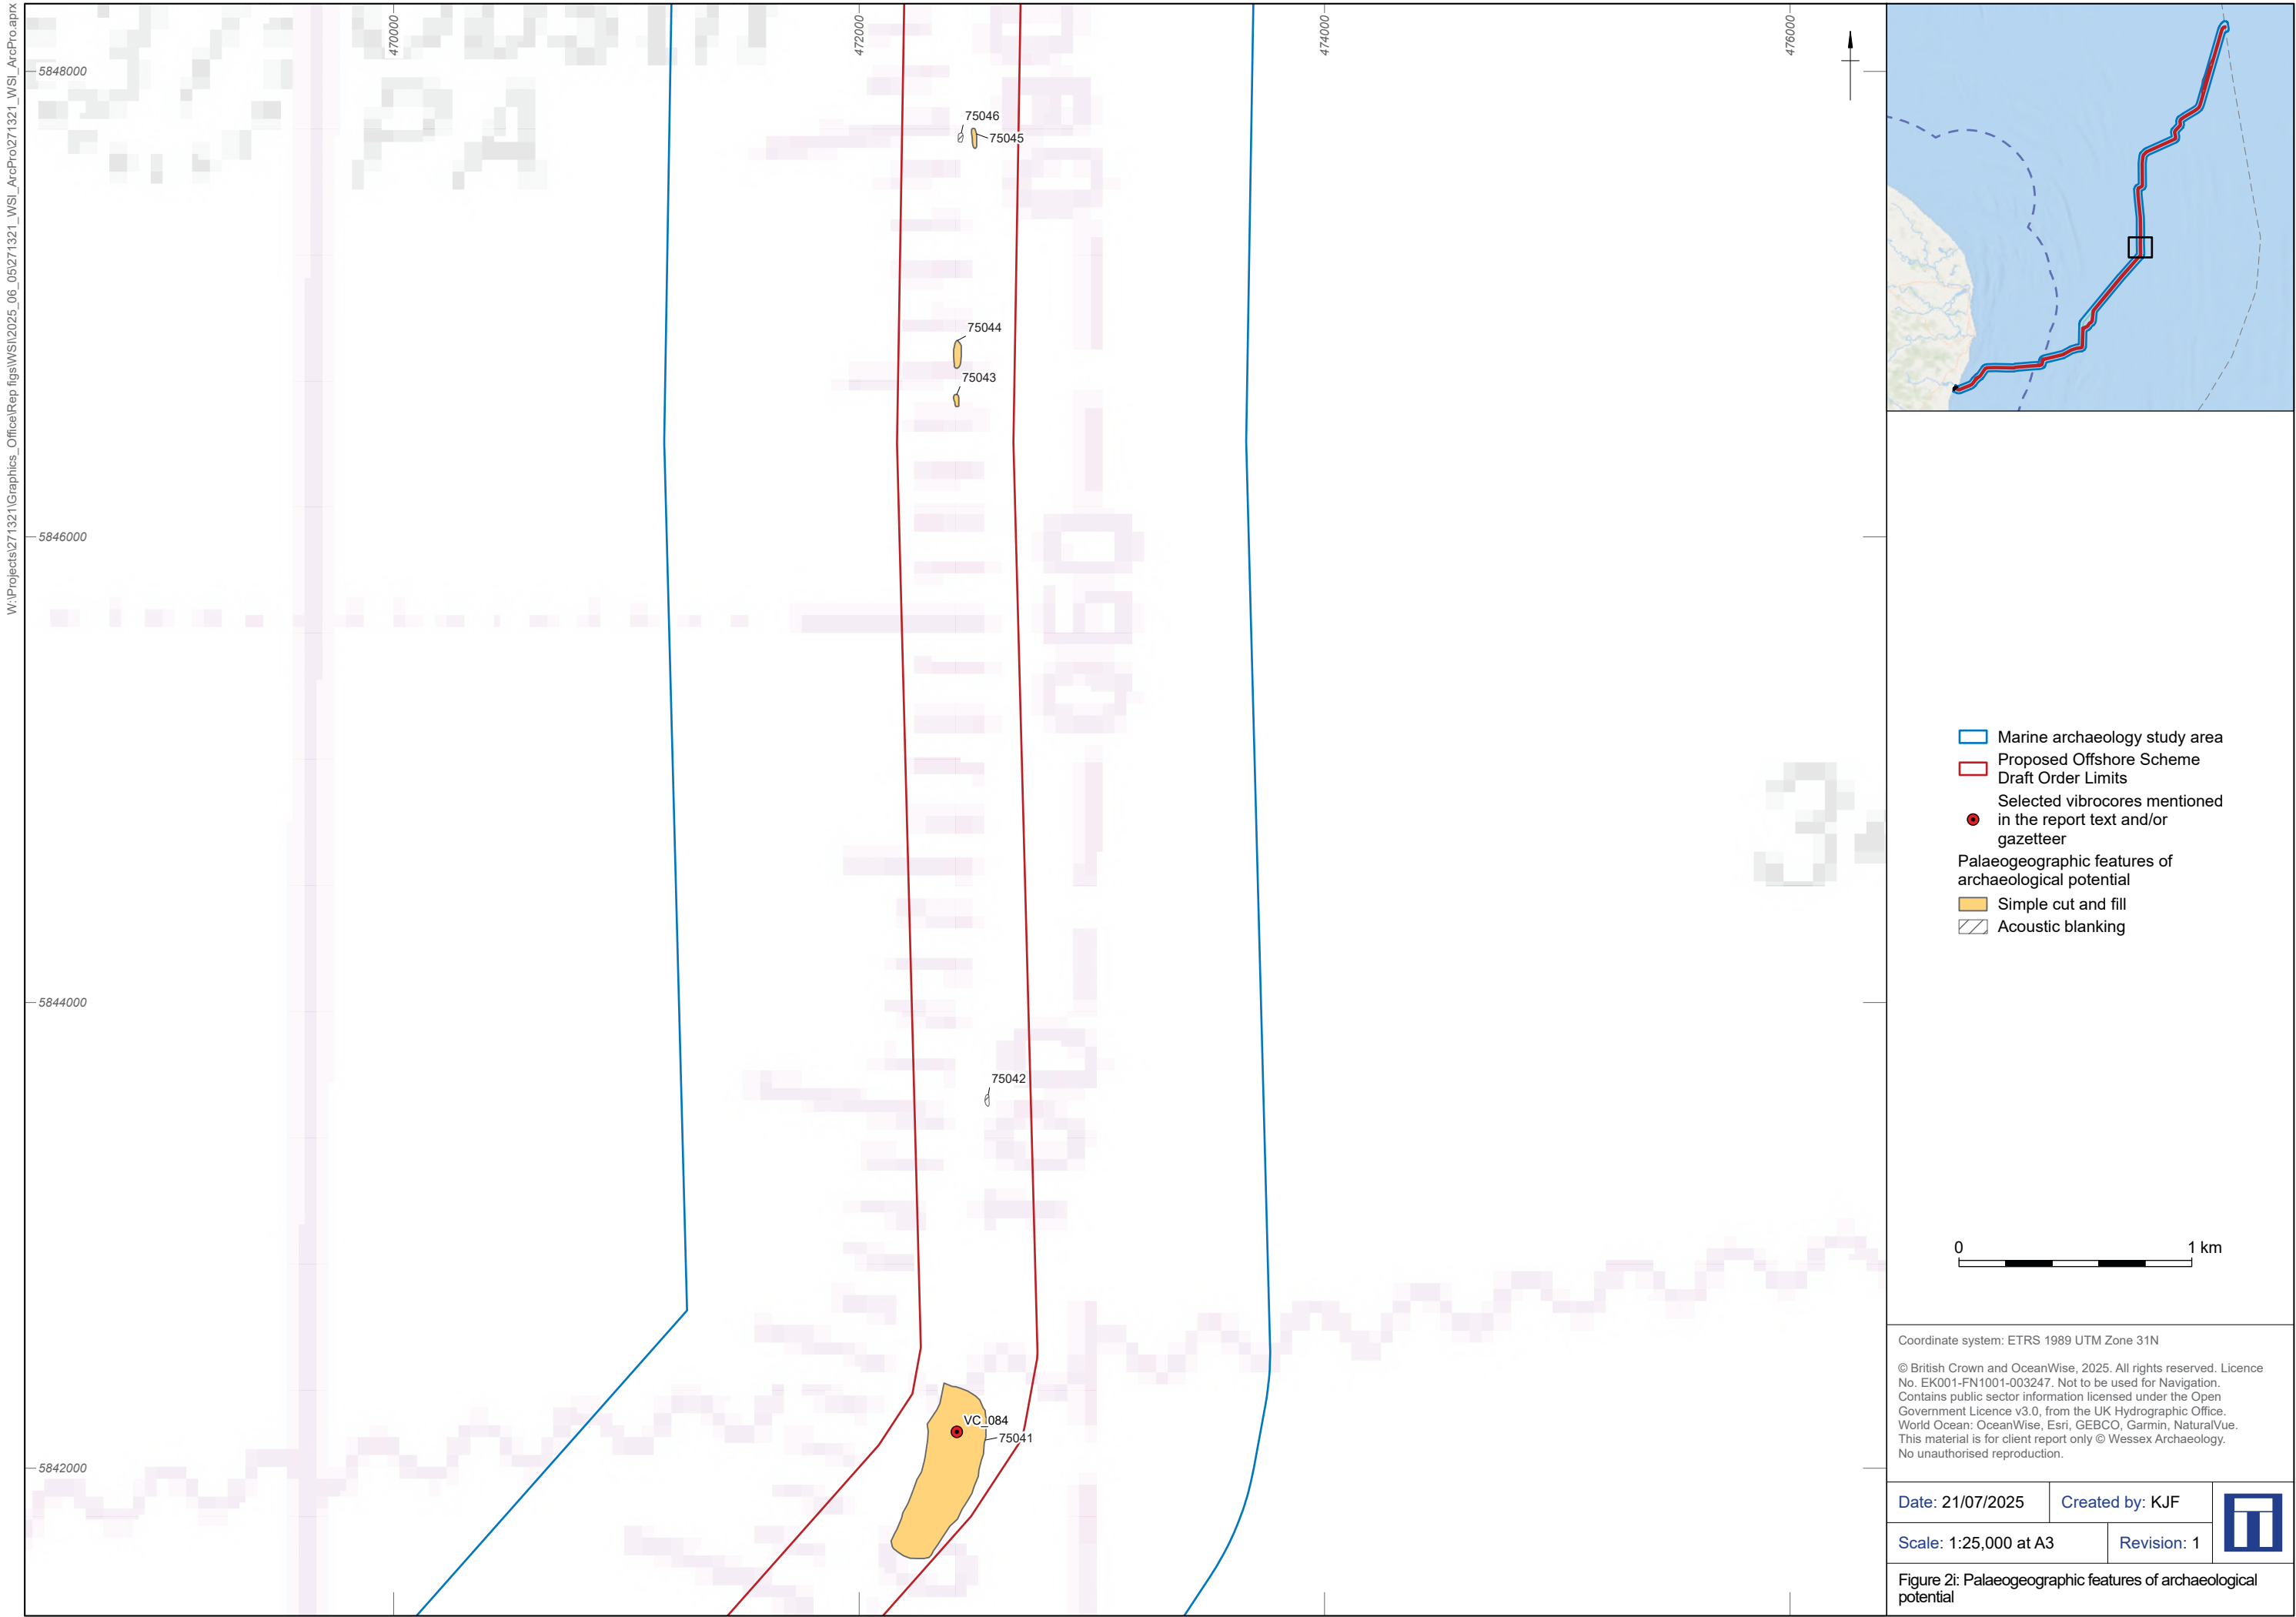 W:\Projects\271321\Graphics_Office\Rep figs\WSI\2025_06_05\271321_WSI_ArcPro\271321_WSI_ArcPro.aprx
470000
472000
474000
476000
5848000
5846000
5844000
5842000
75046
75045
75044
75043
75042
VC_084
75041
Marine archaeology study area
Proposed Offshore Scheme
Draft Order Limits
Selected vibrocores mentioned
in the report text and/or
gazetteer
Palaeogeographic features of
archaeological potential
Simple cut and fill
Acoustic blanking
0 1 km
Coordinate system: ETRS 1989 UTM Zone 31N
© British Crown and OceanWise, 2025. All rights reserved. Licence
No. EK001-FN1001-003247. Not to be used for Navigation.
Contains public sector information licensed under the Open
Government Licence v3.0, from the UK Hydrographic Office.
World Ocean: OceanWise, Esri, GEBCO, Garmin, NaturalVue.
This material is for client report only © Wessex Archaeology.
No unauthorised reproduction.
Date: 21/07/2025 Created by: KJF
Scale: 1:25,000 at A3 Revision: 1
Figure 2i: Palaeogeographic features of archaeological
potential